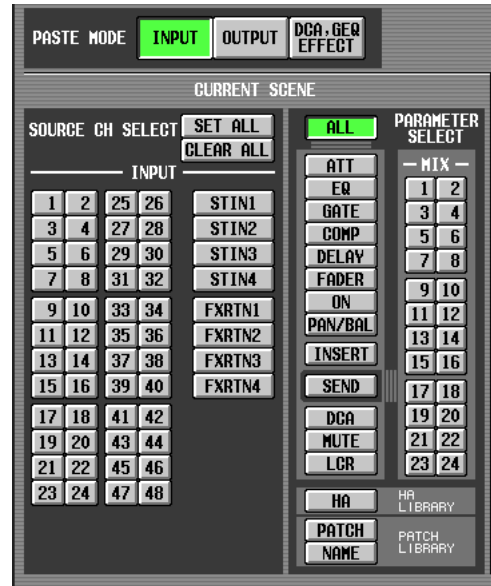 PASTE MODE
INPUT
OUTPUT
DCA,GEQ
EFFECT
CURRENT SCENE
SOURCE CH SELECT
SET ALL
CLEAR ALL
INPUT
1 2 25 26 STIN1
3 4 27 28 STIN2
5 6 29 30 STIN3
7 8 31 32 STIN4
9 10 33 34 FXRTN1
11 12 35 36 FXRTN2
13 14 37 38 FXRTN3
15 16 39 40 FXRTN4
17 18 41 42
19 20 43 44
21 22 45 46
23 24 47 48
ALL
PARAMETER
SELECT
ATT
EQ
GATE
COMP
DELAY
FADER
ON
PAN/BAL
INSERT
SEND
DCA
MUTE
LCR
MIX
1 2
3 4
5 6
7 8
9 10
11 12
13 14
15 16
17 18
19 20
21 22
23 24
HA
HA
LIBRARY
PATCH
NAME
PATCH
LIBRARY